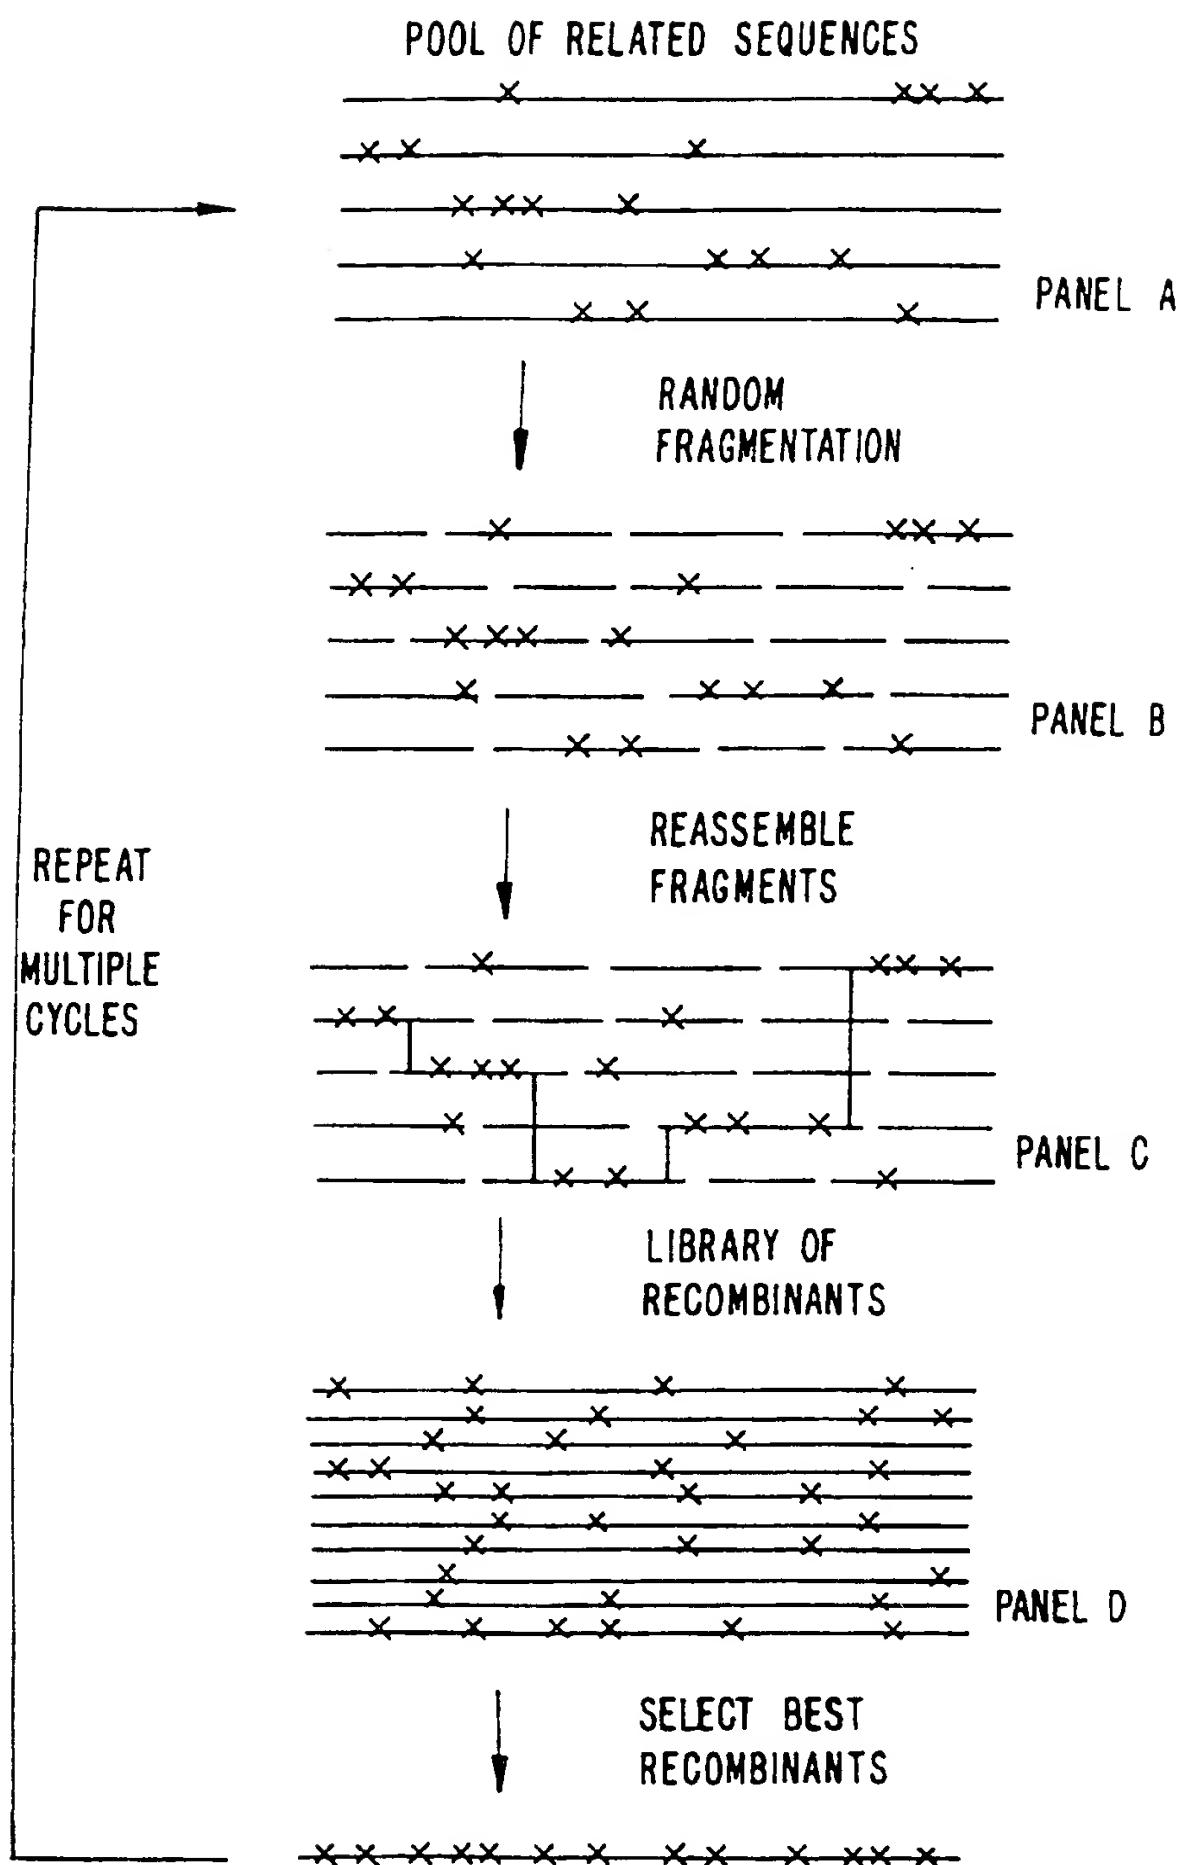 POOL OF RELATED SEQUENCES
PANEL A
RANDOM
FRAGMENTATION
PANEL B
REASSEMBLE
FRAGMENTS
REPEAT
FOR
MULTIPLE
CYCLES
PANEL C
LIBRARY OF
RECOMBINANTS
PANEL D
SELECT BEST
RECOMBINANTS